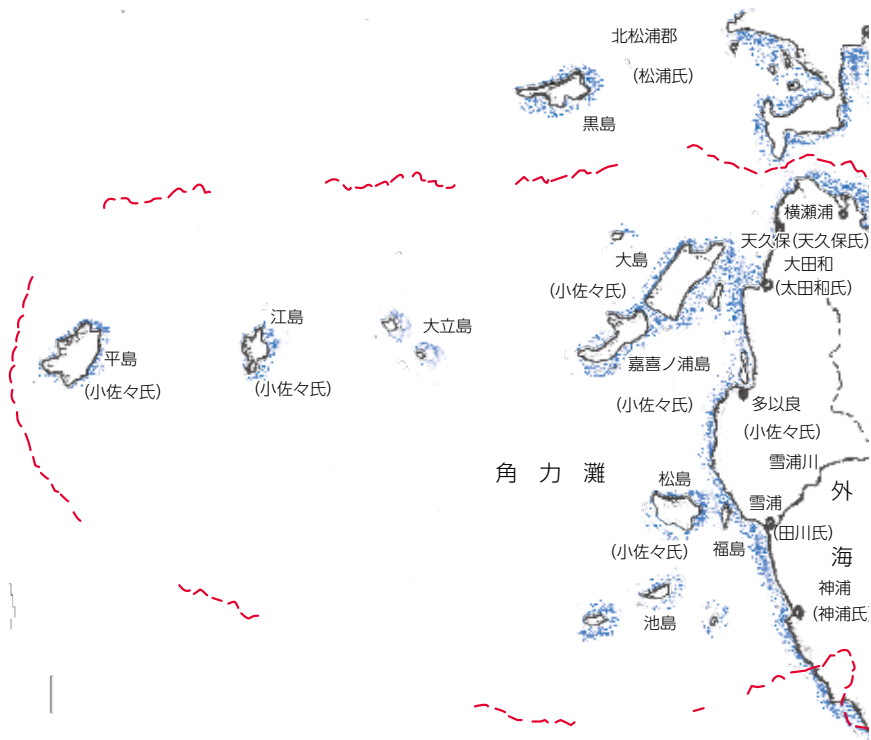 北松浦郡
(松浦氏)
黒島
横瀬浦
天久保(天久保氏)
大島
大田和
(小佐々氏)
(太田和氏)
江島
大立島
平島
嘉喜ノ浦島
(小佐々氏)
(小佐々氏)
(小佐々氏)
多以良
(小佐々氏)
雪浦川
角力灘
松島
外
海
雪浦
(田川氏)
(小佐々氏)
福島
神浦
(神浦氏)
池島